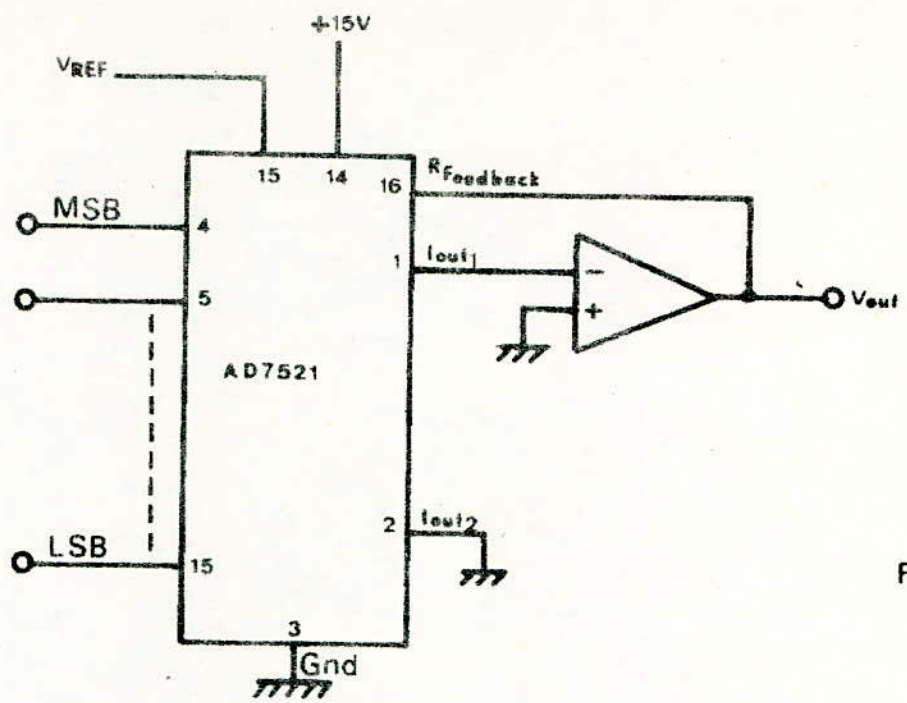 +15V
VREF
15
14
16
RFeedback
MSB
4
1
Iout1
−
5
+
Vout
AD7521
2
Iout2
LSB
15
3
Gnd
F